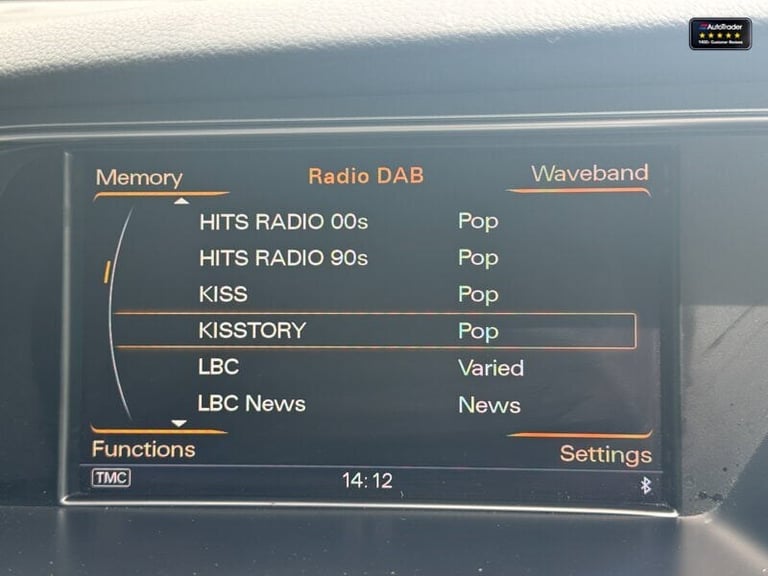 AutoTrader
Memory Radio DAB Waveband
HITS RADIO 00s Pop
HITS RADIO 90s Pop
KISS Pop
KISSTORY Pop
LBC Varied
LBC News News
Functions Settings
TMC 14:12